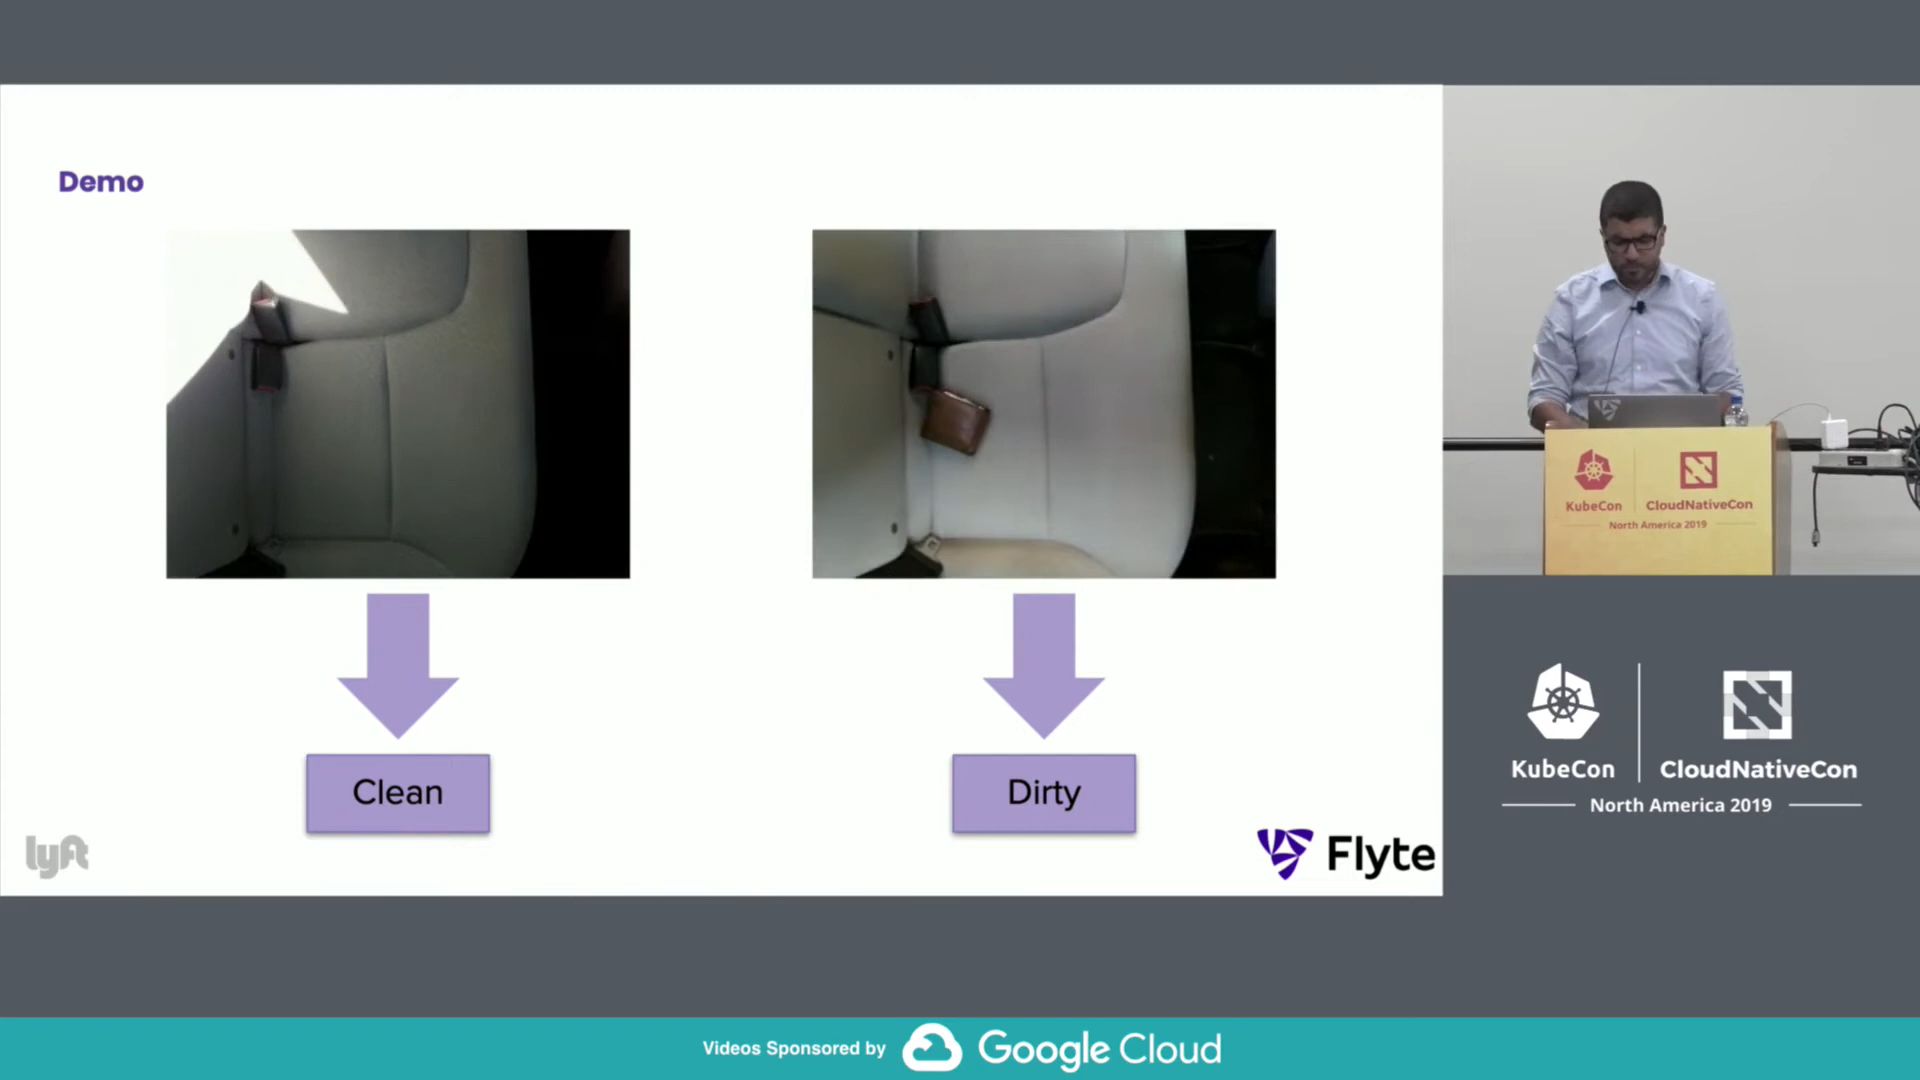 Demo
Clean
Dirty
lyft
Flyte
KubeCon
CloudNativeCon
North America 2019
KubeCon
CloudNativeCon
North America 2019
Videos Sponsored by Google Cloud